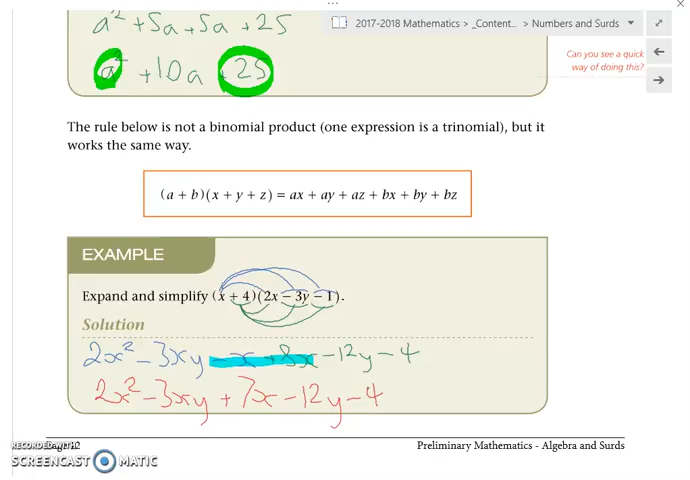 a² + 5a + 5a + 25
2017-2018 Mathematics > _Content... > Numbers and Surds
Can you see a quick
way of doing this?
a² + 10a + 25
The rule below is not a binomial product (one expression is a trinomial), but it
works the same way.
(a + b)(x + y + z) = ax + ay + az + bx + by + bz
EXAMPLE
Expand and simplify (x + 4)(2x − 3y − 1).
Solution
2x² − 3xy − x + 8x − 12y − 4
2x² − 3xy + 7x − 12y − 4
RECORDED WITH
SCREENCAST MATIC
Preliminary Mathematics - Algebra and Surds